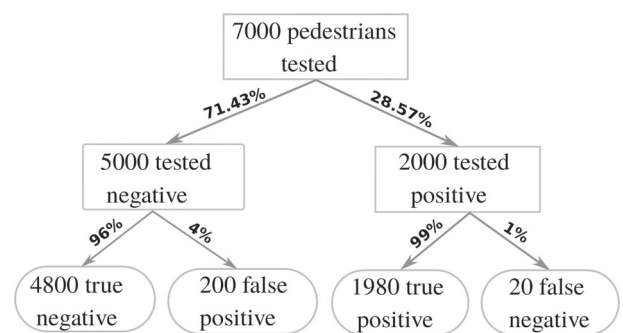 7000 pedestrians
tested
71.43%
28.57%
5000 tested
negative
2000 tested
positive
96%
4%
99%
1%
4800 true
negative
200 false
positive
1980 true
positive
20 false
negative